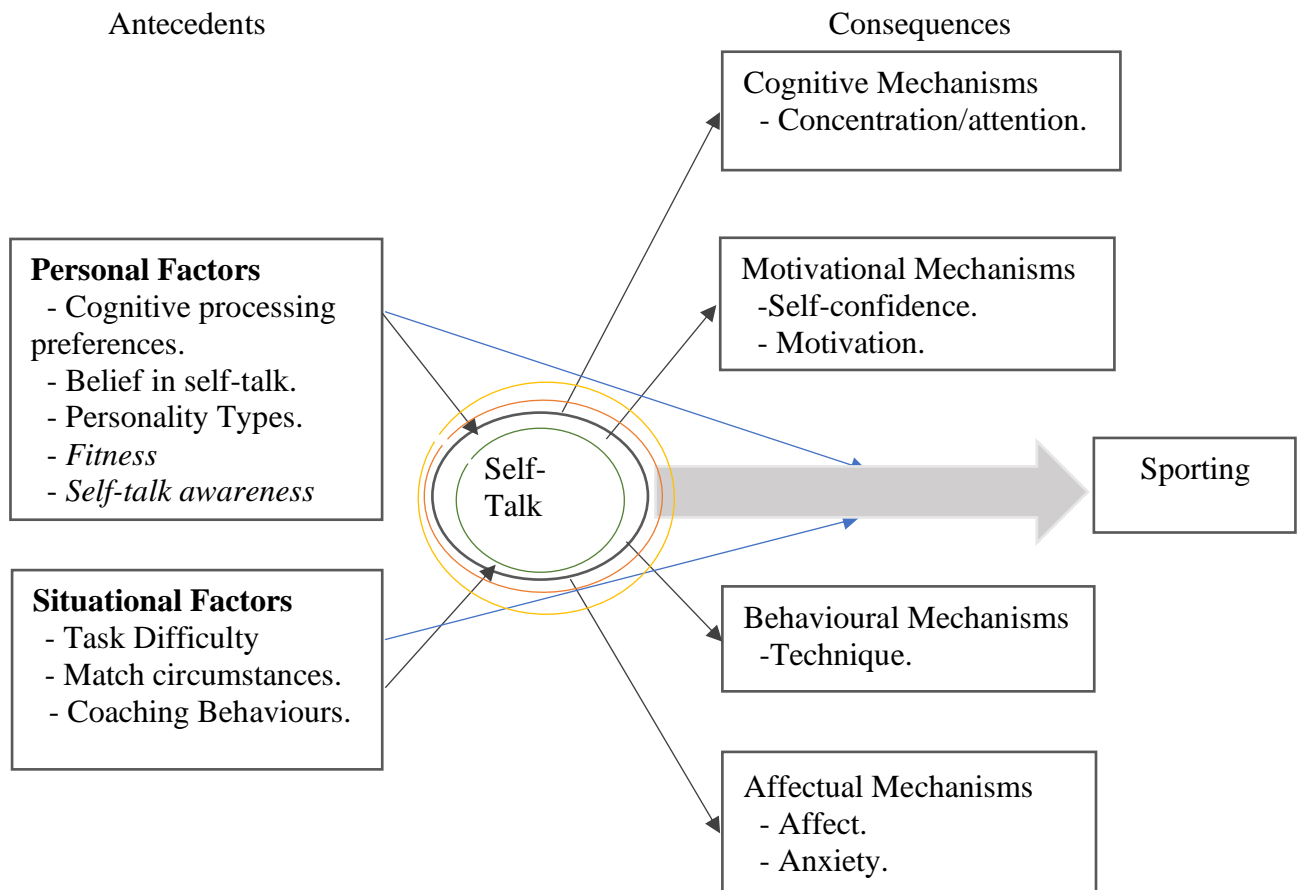 Antecedents
Consequences
Cognitive Mechanisms
- Concentration/attention.
Personal Factors
- Cognitive processing
preferences.
- Belief in self-talk.
- Personality Types.
- Fitness
- Self-talk awareness
Motivational Mechanisms
-Self-confidence.
- Motivation.
Self-
Talk
Sporting
Situational Factors
- Task Difficulty
- Match circumstances.
- Coaching Behaviours.
Behavioural Mechanisms
-Technique.
Affectual Mechanisms
- Affect.
- Anxiety.